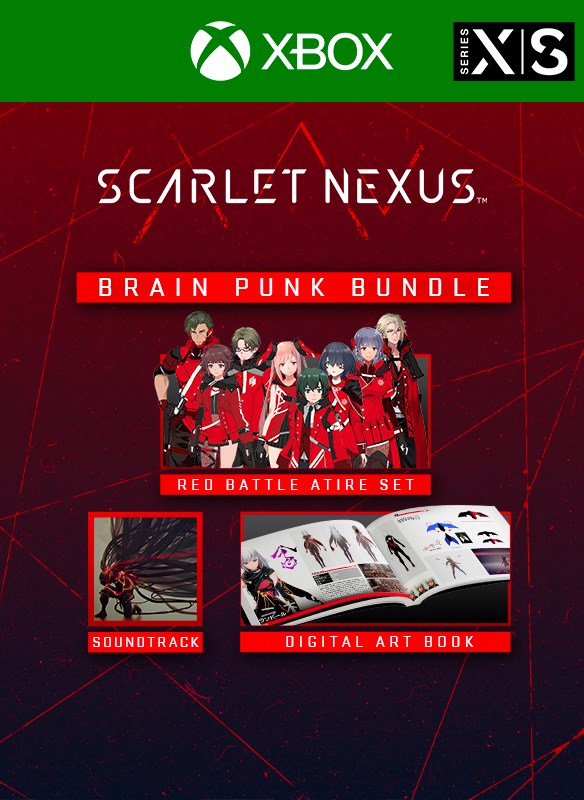 XBOX
SERIES
X|S
SCARLET NEXUS™
BRAIN PUNK BUNDLE
RED BATTLE ATIRE SET
SOUNDTRACK
DIGITAL ART BOOK